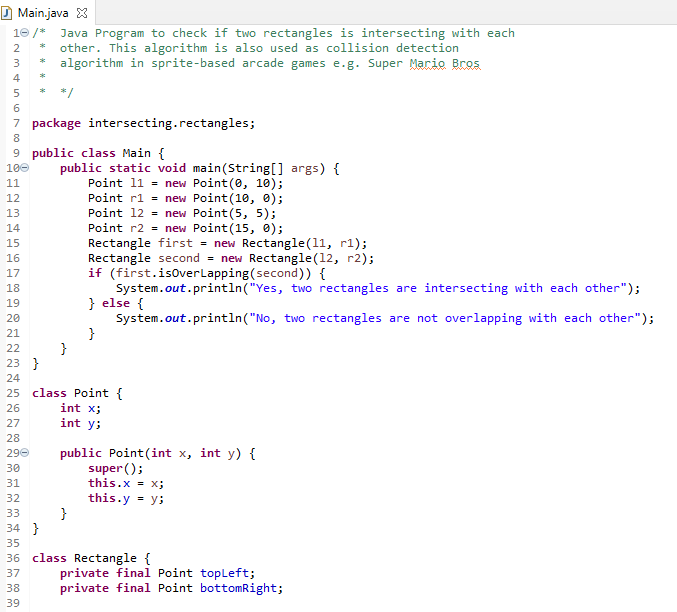 Main.java
1 /*  Java Program to check if two rectangles is intersecting with each
2  *  other. This algorithm is also used as collision detection
3  *  algorithm in sprite-based arcade games e.g. Super Mario Bros
4  *
5  *  */
6
7 package intersecting.rectangles;
8
9 public class Main {
10     public static void main(String[] args) {
11         Point l1 = new Point(0, 10);
12         Point r1 = new Point(10, 0);
13         Point l2 = new Point(5, 5);
14         Point r2 = new Point(15, 0);
15         Rectangle first = new Rectangle(l1, r1);
16         Rectangle second = new Rectangle(l2, r2);
17         if (first.isOverLapping(second)) {
18             System.out.println("Yes, two rectangles are intersecting with each other");
19         } else {
20             System.out.println("No, two rectangles are not overlapping with each other");
21         }
22     }
23 }
24
25 class Point {
26     int x;
27     int y;
28
29     public Point(int x, int y) {
30         super();
31         this.x = x;
32         this.y = y;
33     }
34 }
35
36 class Rectangle {
37     private final Point topLeft;
38     private final Point bottomRight;
39